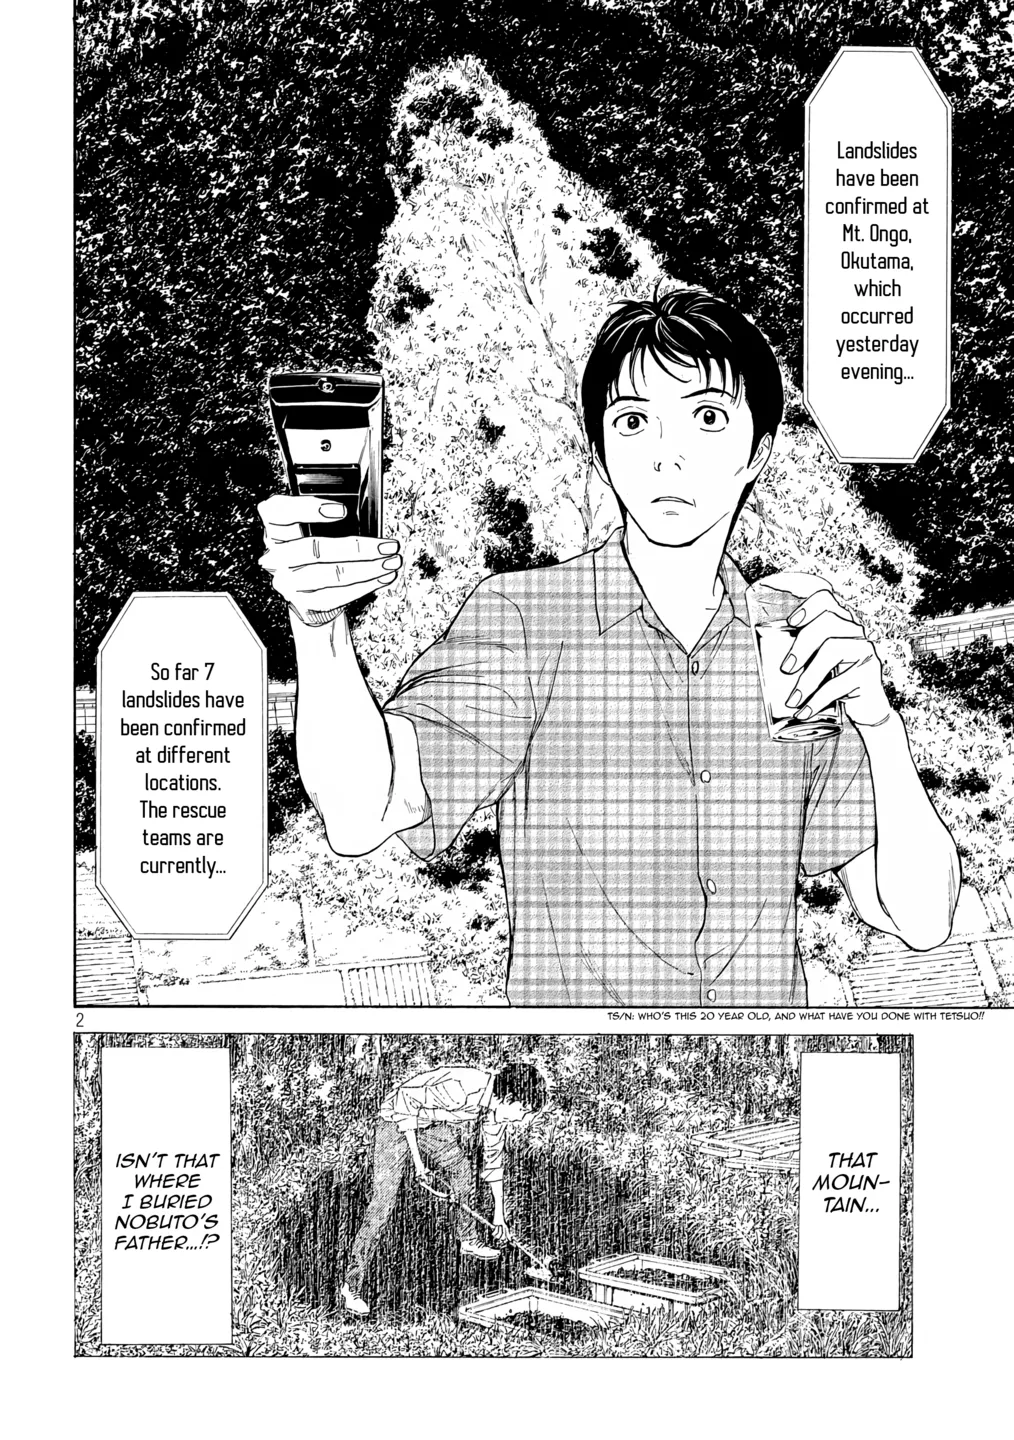 Landslides
have been
confirmed at
Mt. Ongo,
Okutama,
which
occurred
yesterday
evening...
So far 7
landslides have
been confirmed
at different
locations.
The rescue
teams are
currently...
2
TS/N: WHO'S THIS 20 YEAR OLD, AND WHAT HAVE YOU DONE WITH TETSUO!!
THAT
MOUN-
TAIN...
ISN'T THAT
WHERE
I BURIED
NOBUTO'S
FATHER...!?